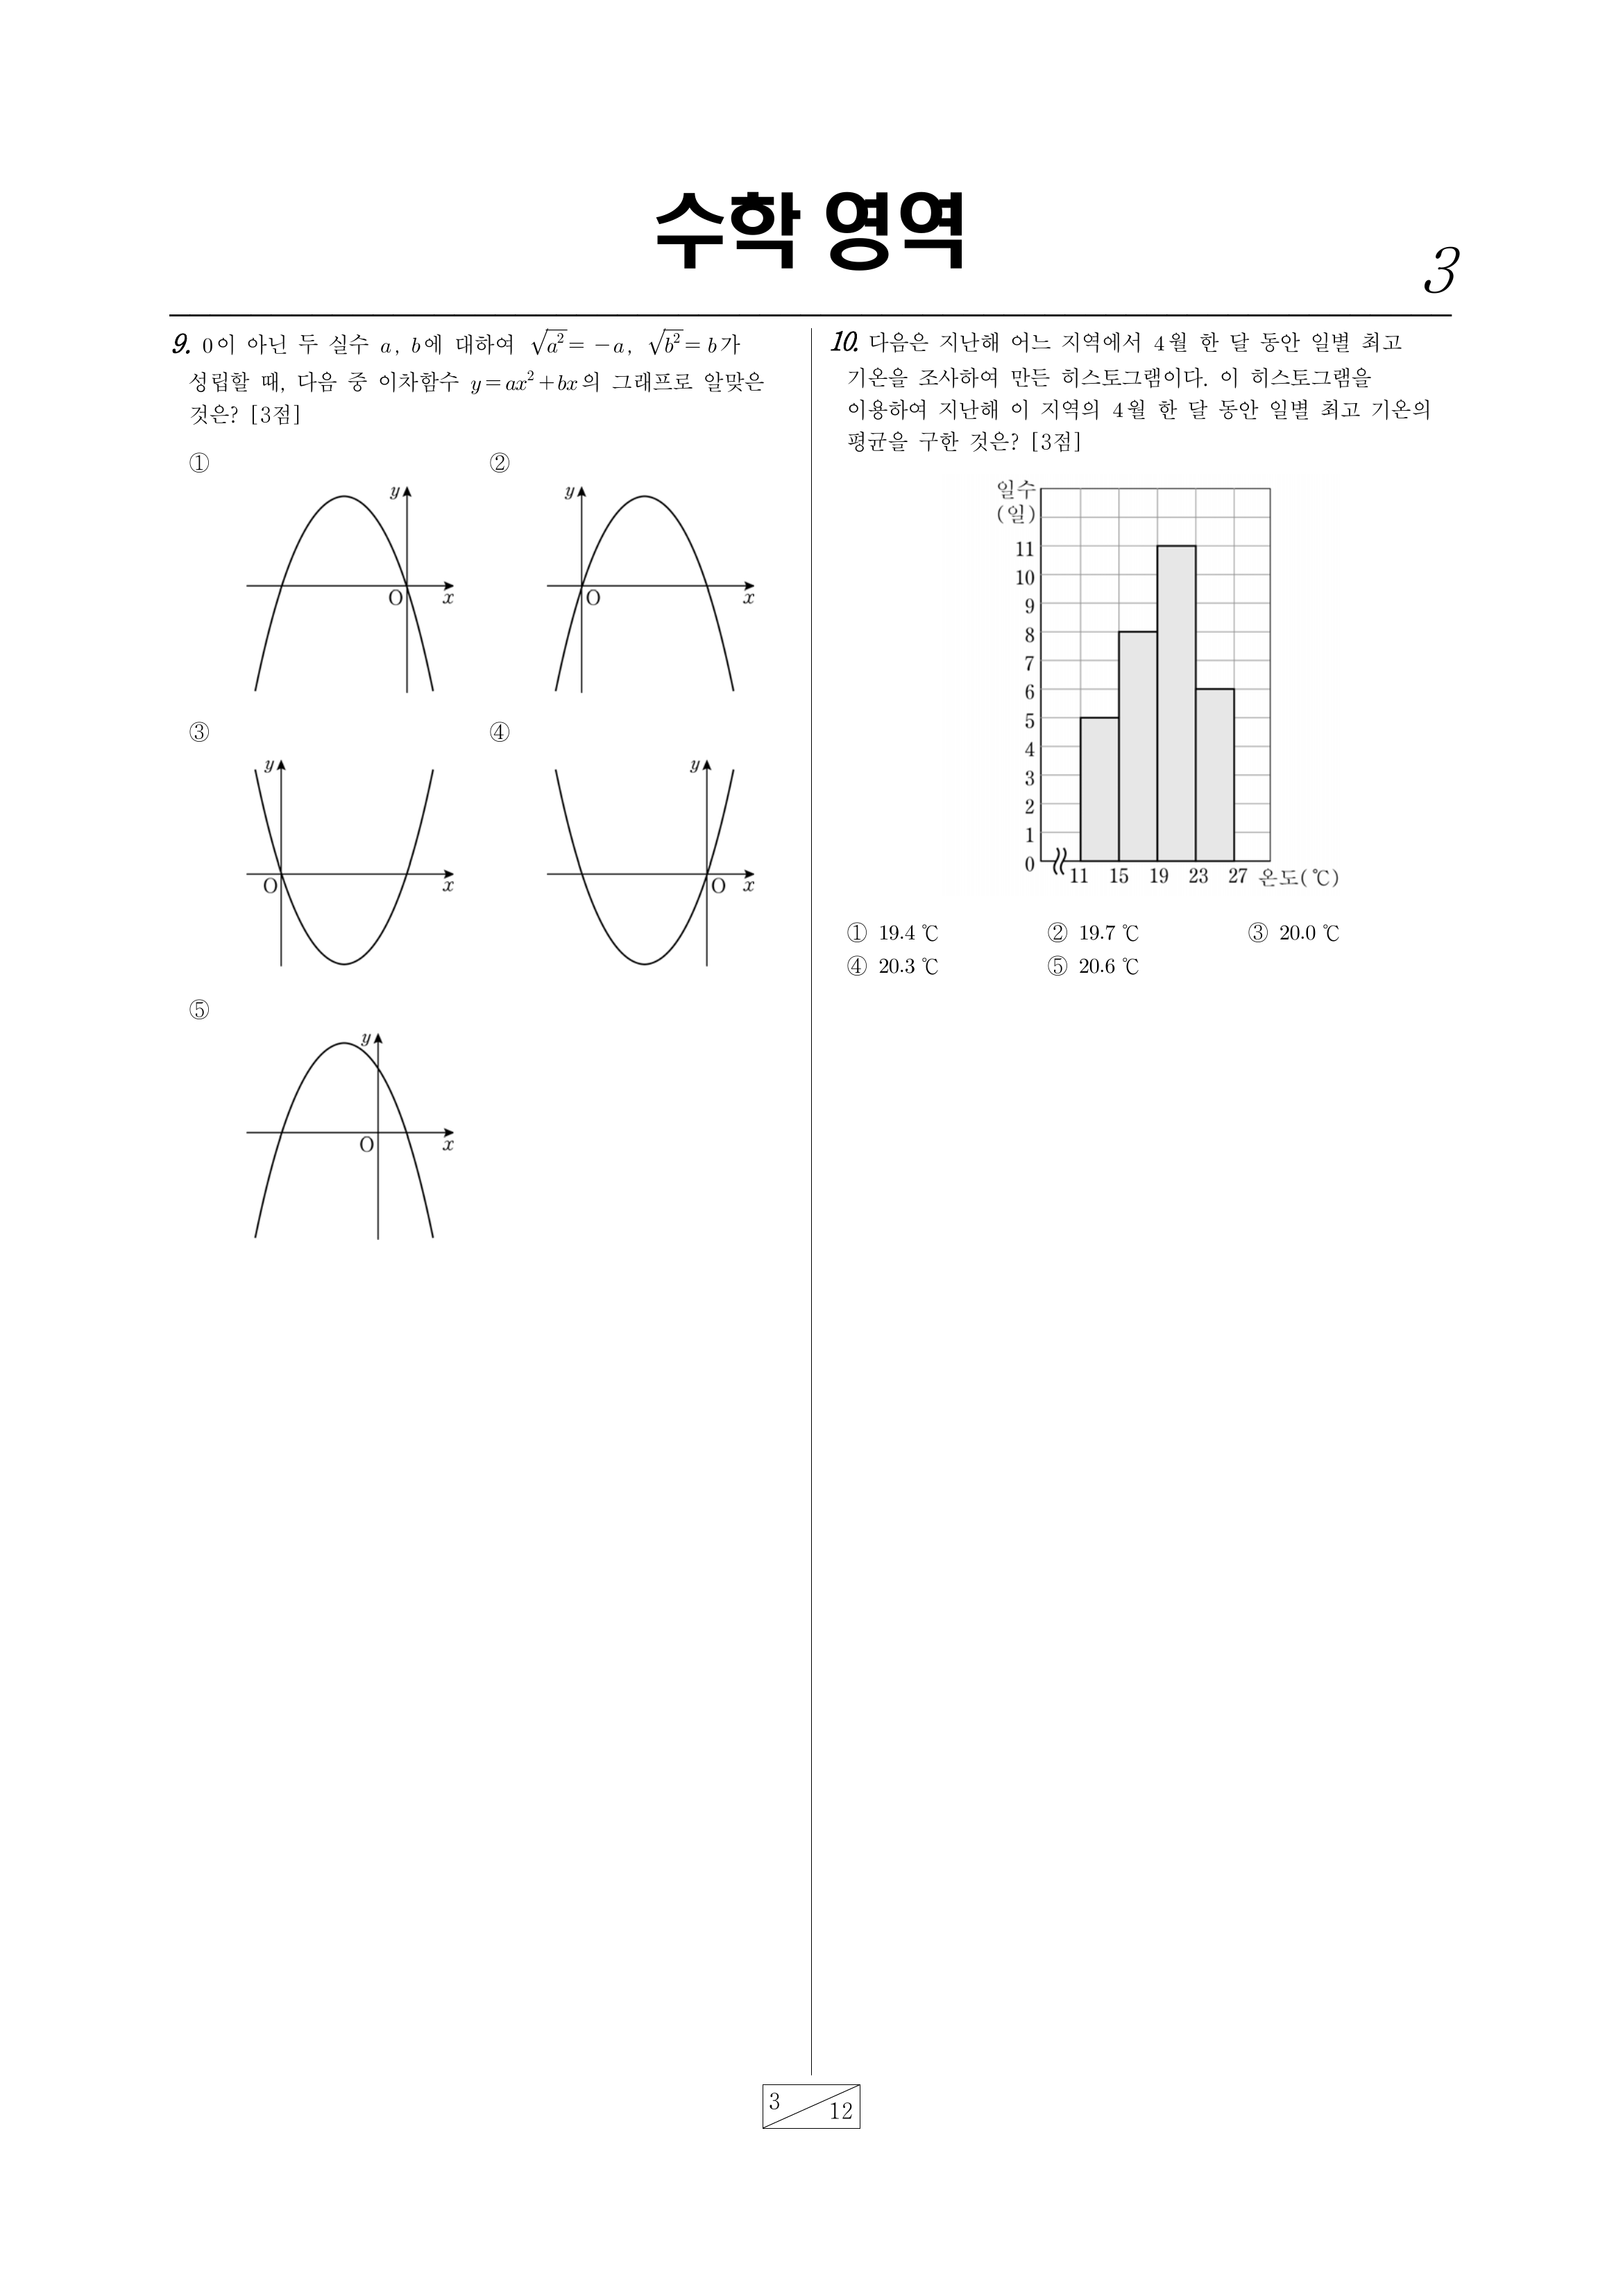 수학 영역
3
9. 0이 아닌 두 실수 a, b에 대하여 √a² = −a, √b² = b가
성립할 때, 다음 중 이차함수 y=ax²+bx의 그래프로 알맞은
것은? [3점]
① ②
y y
O x O x
③ ④
y y
O x O x
⑤
y
O x
10. 다음은 지난해 어느 지역에서 4월 한 달 동안 일별 최고
기온을 조사하여 만든 히스토그램이다. 이 히스토그램을
이용하여 지난해 이 지역의 4월 한 달 동안 일별 최고 기온의
평균을 구한 것은? [3점]
일수
(일)
11
10
9
8
7
6
5
4
3
2
1
0
11 15 19 23 27 온도(℃)
① 19.4 ℃ ② 19.7 ℃ ③ 20.0 ℃
④ 20.3 ℃ ⑤ 20.6 ℃
3
12